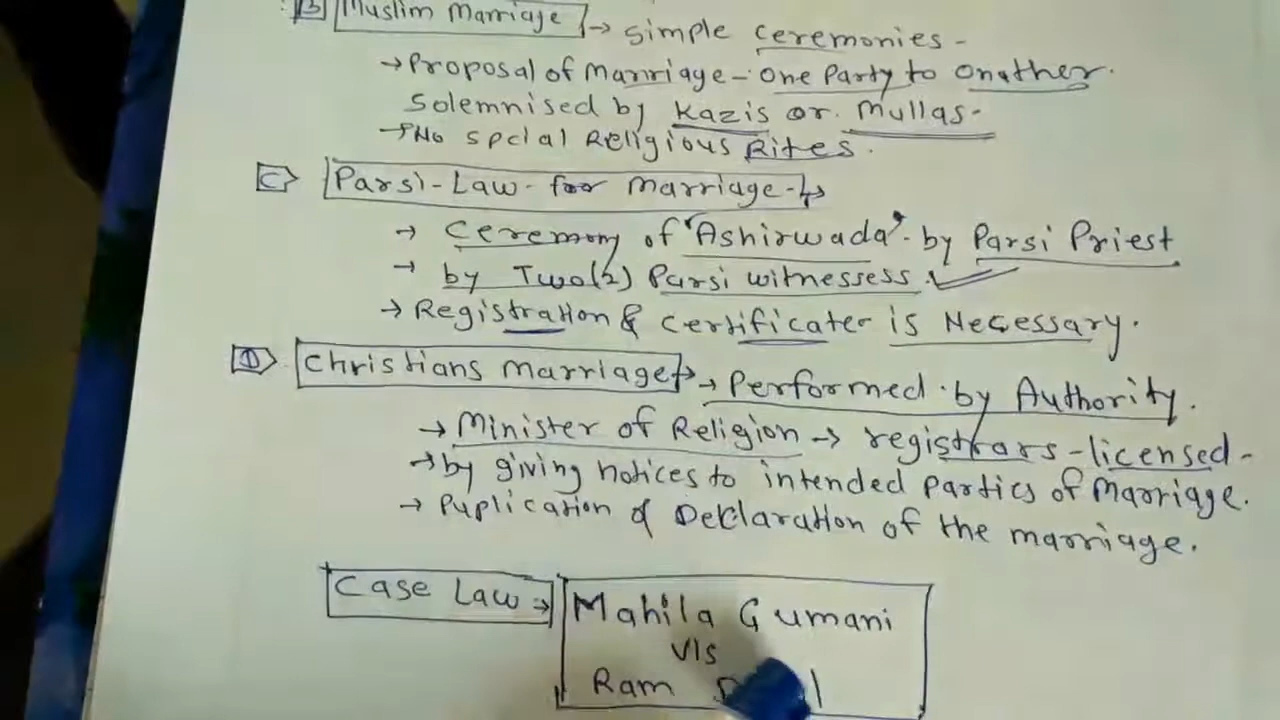 B Muslim Marriage → simple ceremonies -
→ Proposal of Marriage - One Party to Onather.
Solemnised by Kazis or Mullas -
→ No spcial Religious Rites.
C Parsi-Law for Marriage →
→ Ceremony of "Ashirwada" by Parsi Priest
→ by Two (2) Parsi witnessess.
→ Registration & Certificate is Necessary.
D Christians Marriage → → Performed by Authority.
→ Minister of Religion → registrars - licensed -
→ by giving notices to intended Parties of Marriage.
→ Puplication of Declaration of the marriage.
Case Law → Mahila Gumani
V/s
Ram